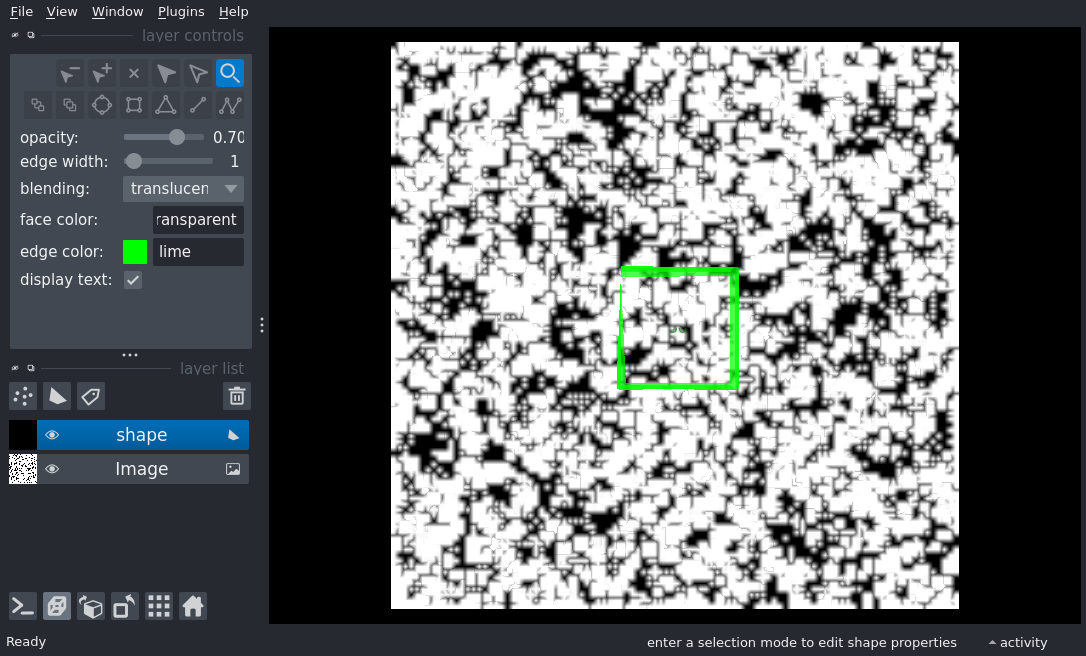 File View Window Plugins Help
layer controls
opacity: 0.70
edge width: 1
blending: translucen
face color: ransparent
edge color: lime
display text:
layer list
shape
Image
Ready
enter a selection mode to edit shape properties
activity